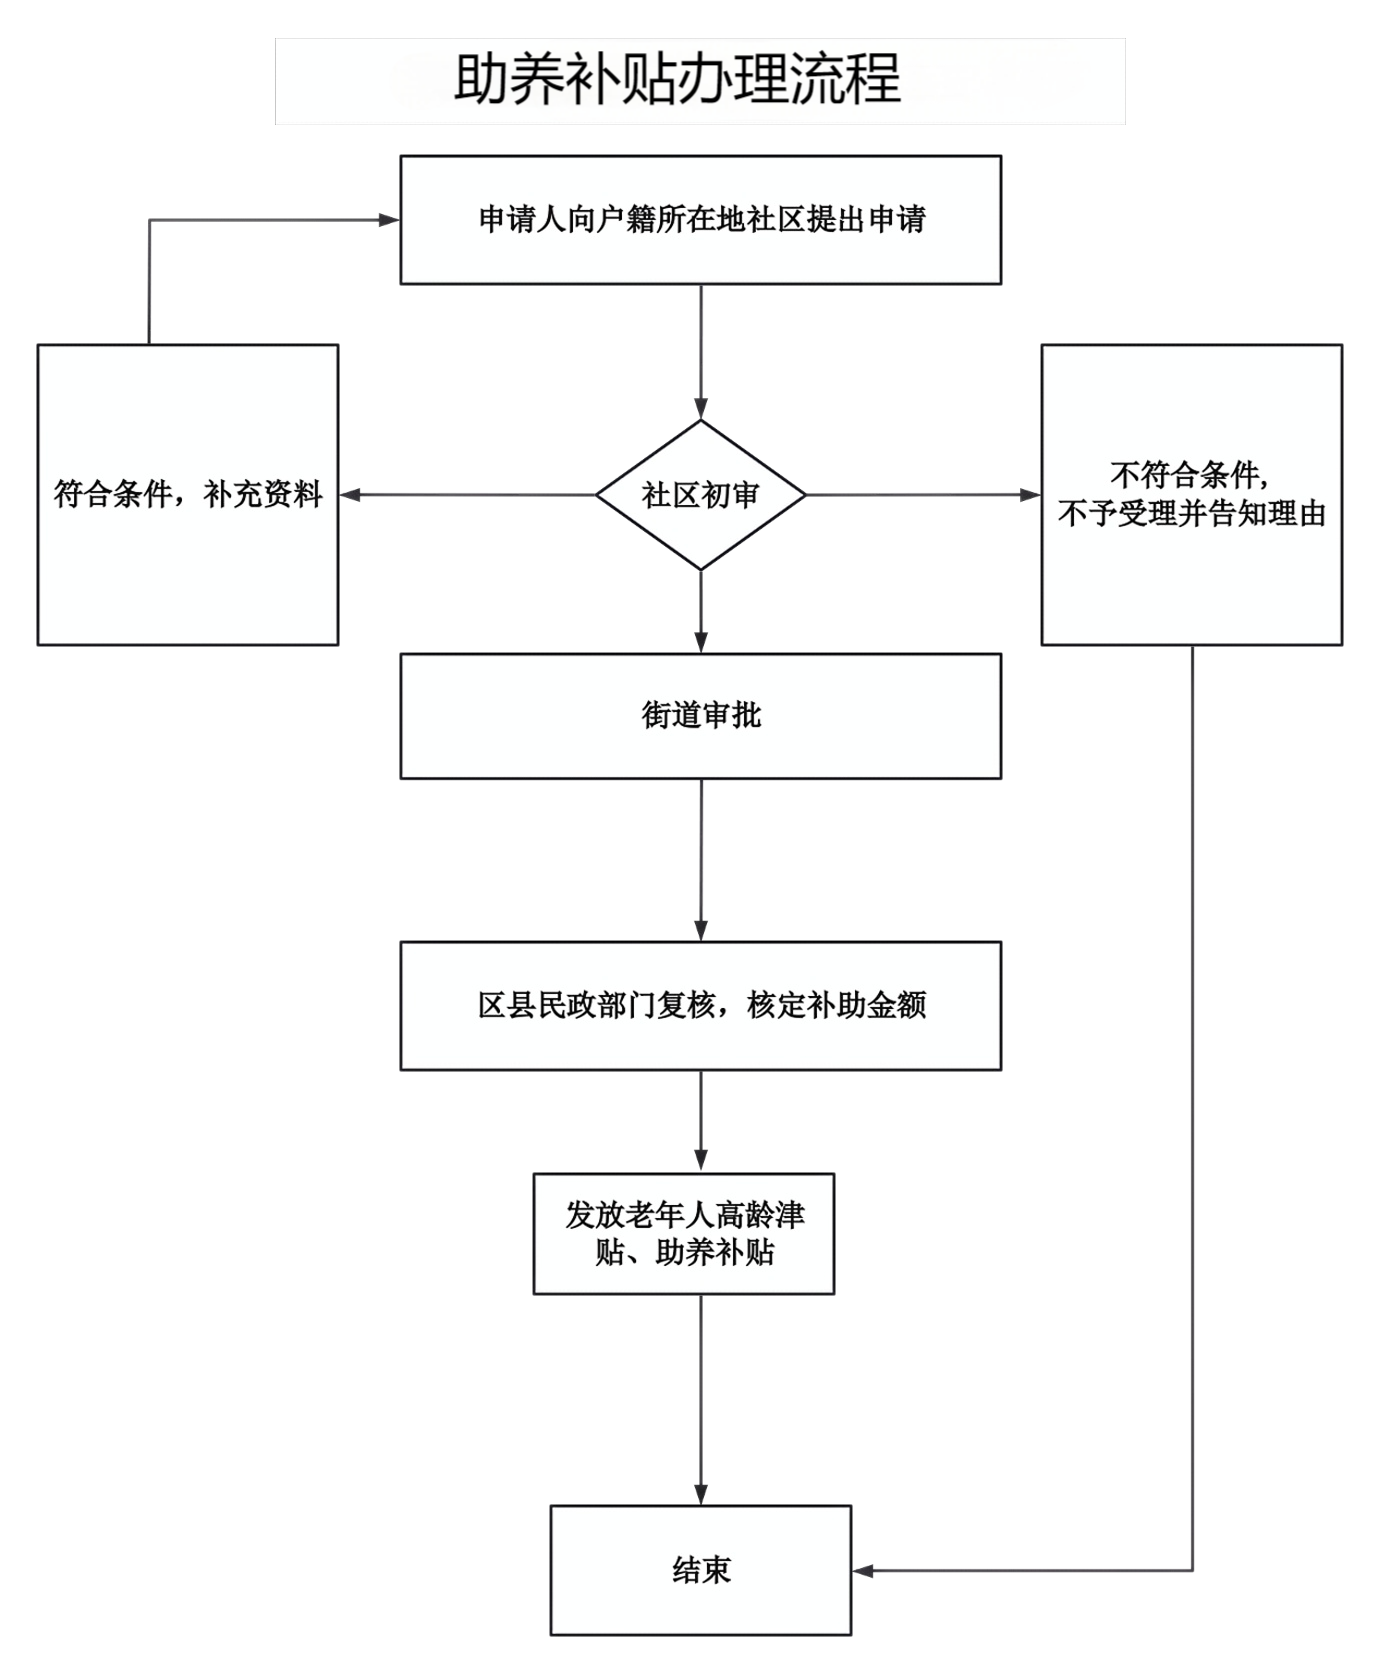 助养补贴办理流程
申请人向户籍所在地社区提出申请
符合条件，补充资料
社区初审
不符合条件,
不予受理并告知理由
街道审批
区县民政部门复核，核定补助金额
发放老年人高龄津
贴、助养补贴
结束